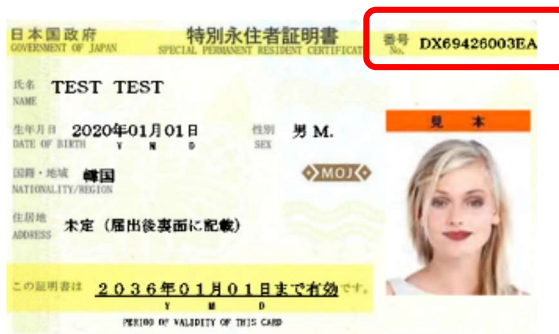 日本国政府 特別永住者証明書 番号 DX69426003EA
GOVERNMENT OF JAPAN SPECIAL PERMANENT RESIDENT CERTIFICAT No.
氏名 TEST TEST
NAME
生年月日 2020年01月01日 性別 男 M.
DATE OF BIRTH Y M D SEX
見 本
国籍・地域 韓国 MOJ
NATIONALITY/REGION
住居地 未定（届出後裏面に記載）
ADDRESS
この証明書は 2036年01月01日まで有効です。
Y M D
PERIOD OF VALIDITY OF THIS CARD